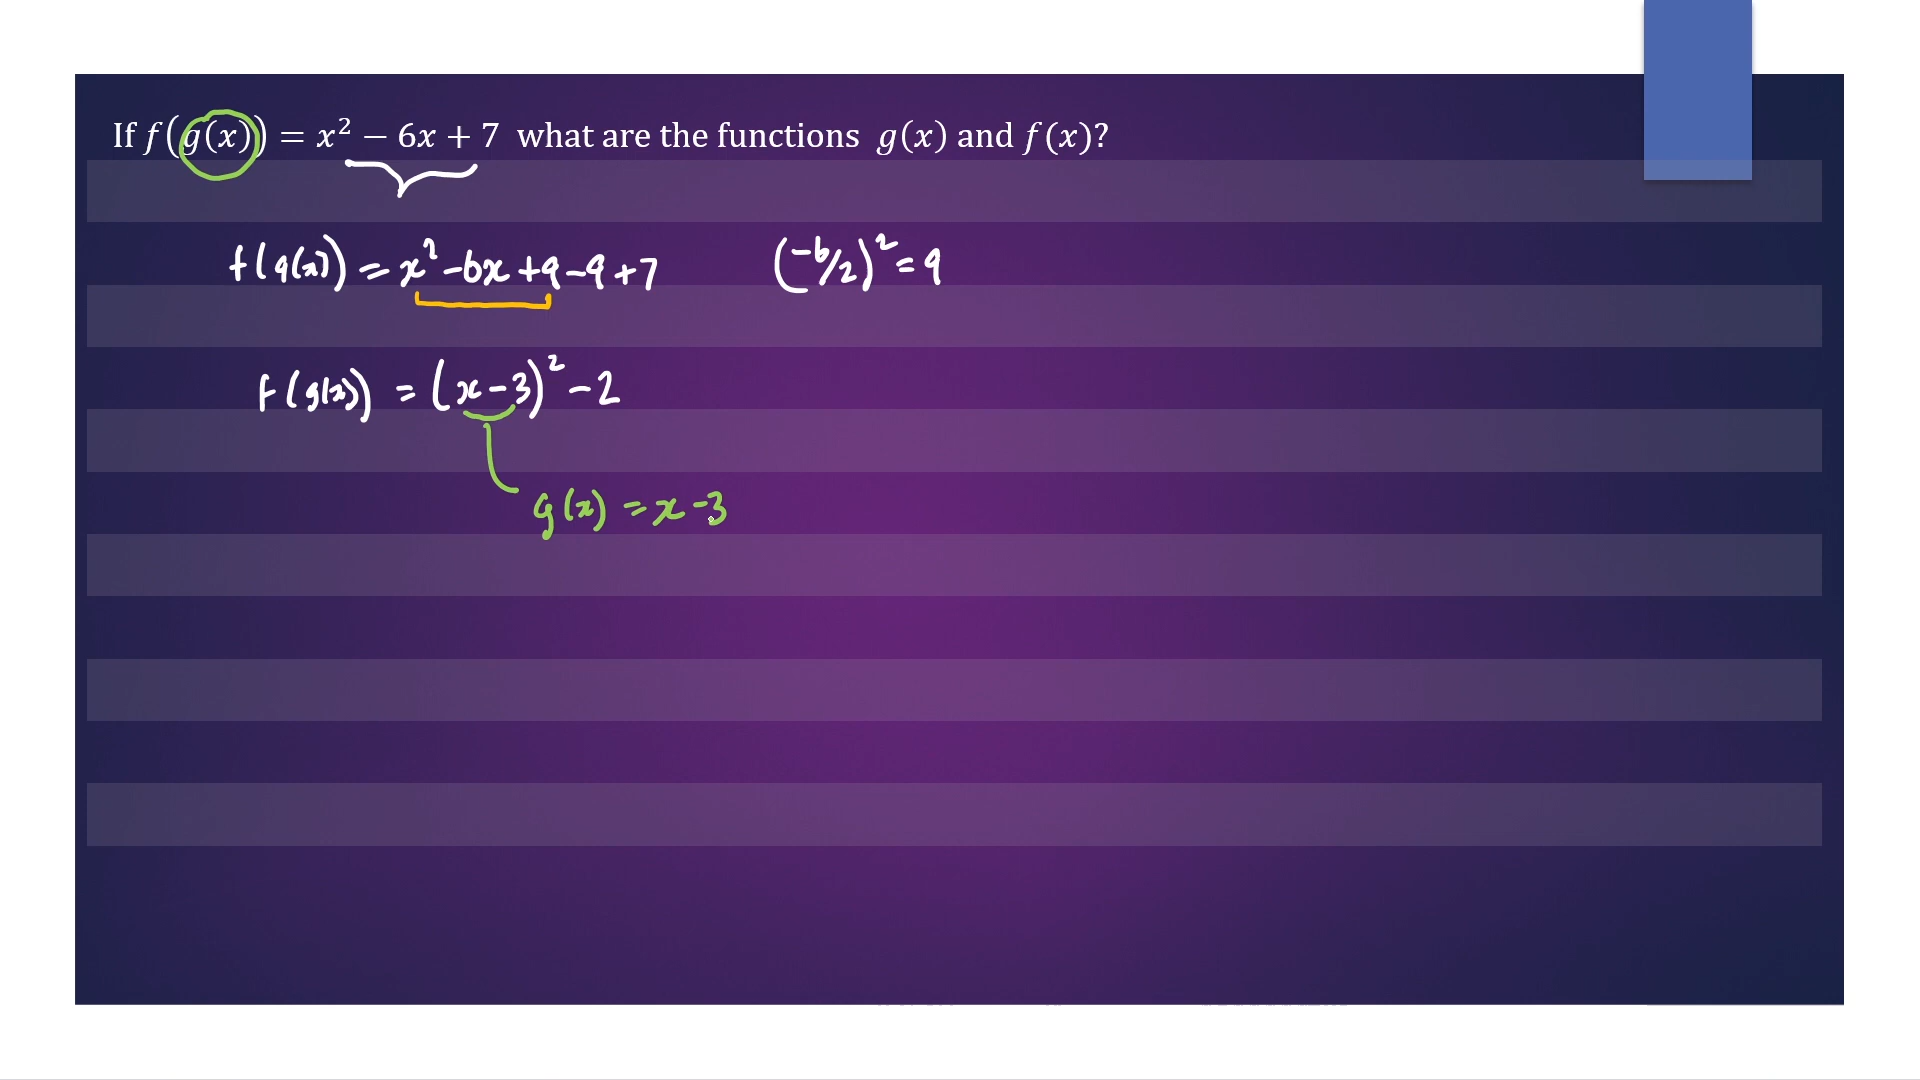 If f(g(x)) = x² − 6x + 7 what are the functions g(x) and f(x)?
f(g(x)) = x² -6x +9 -9 +7 (-6/2)² = 9
f(g(x)) = (x-3)² -2
g(x) = x-3